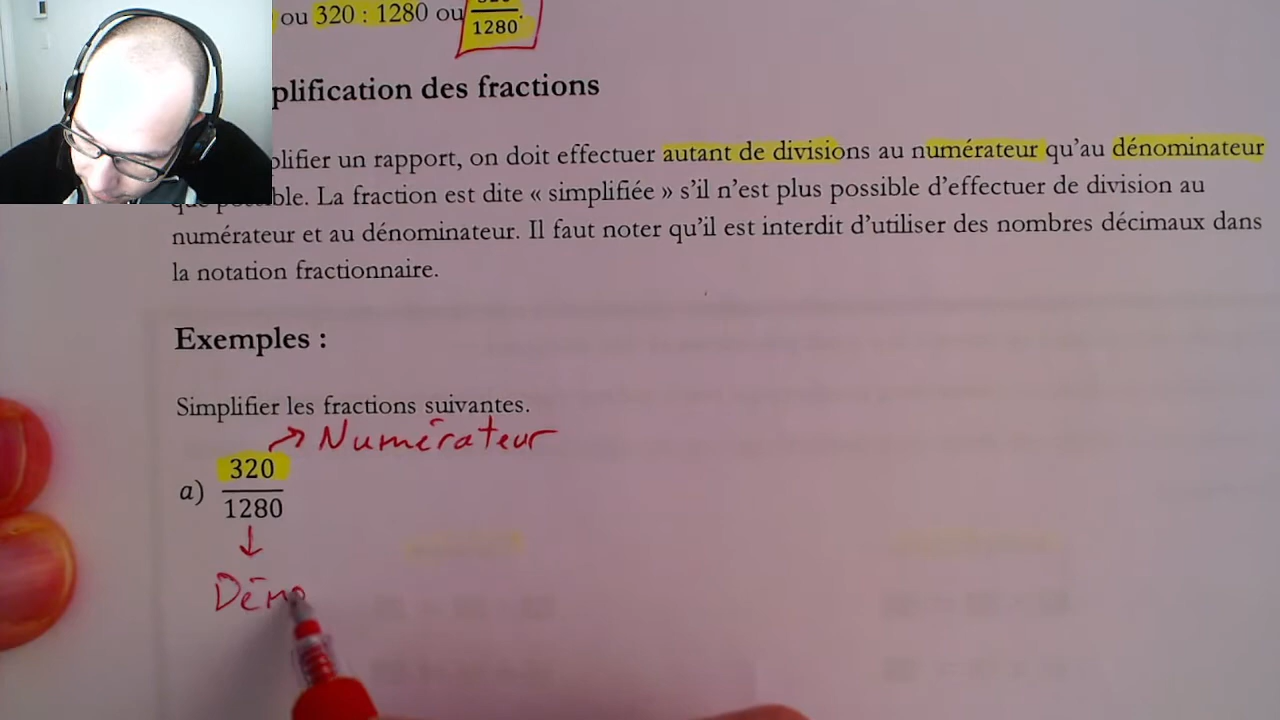 ou 320 : 1280 ou 320/1280.
plification des fractions
plifier un rapport, on doit effectuer autant de divisions au numérateur qu'au dénominateur
que possible. La fraction est dite « simplifiée » s'il n'est plus possible d'effectuer de division au
numérateur et au dénominateur. Il faut noter qu'il est interdit d'utiliser des nombres décimaux dans
la notation fractionnaire.
Exemples :
Simplifier les fractions suivantes.
→ Numérateur
a) 320/1280
↓
Déno